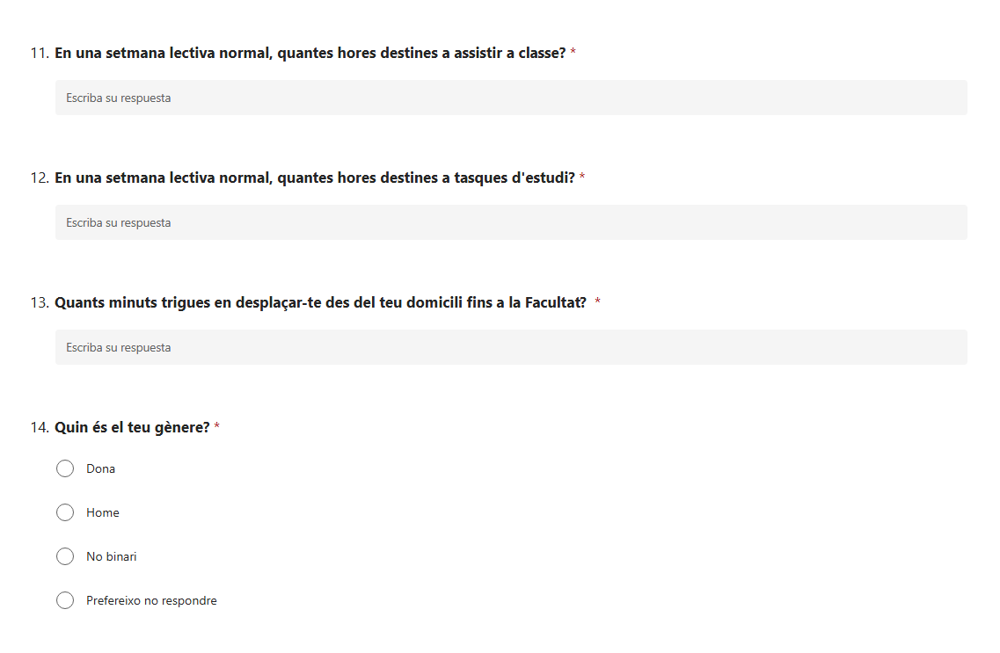 11. En una setmana lectiva normal, quantes hores destines a assistir a classe? *
Escriba su respuesta
12. En una setmana lectiva normal, quantes hores destines a tasques d'estudi? *
Escriba su respuesta
13. Quants minuts trigues en desplaçar-te des del teu domicili fins a la Facultat? *
Escriba su respuesta
14. Quin és el teu gènere? *
Dona
Home
No binari
Prefereixo no respondre